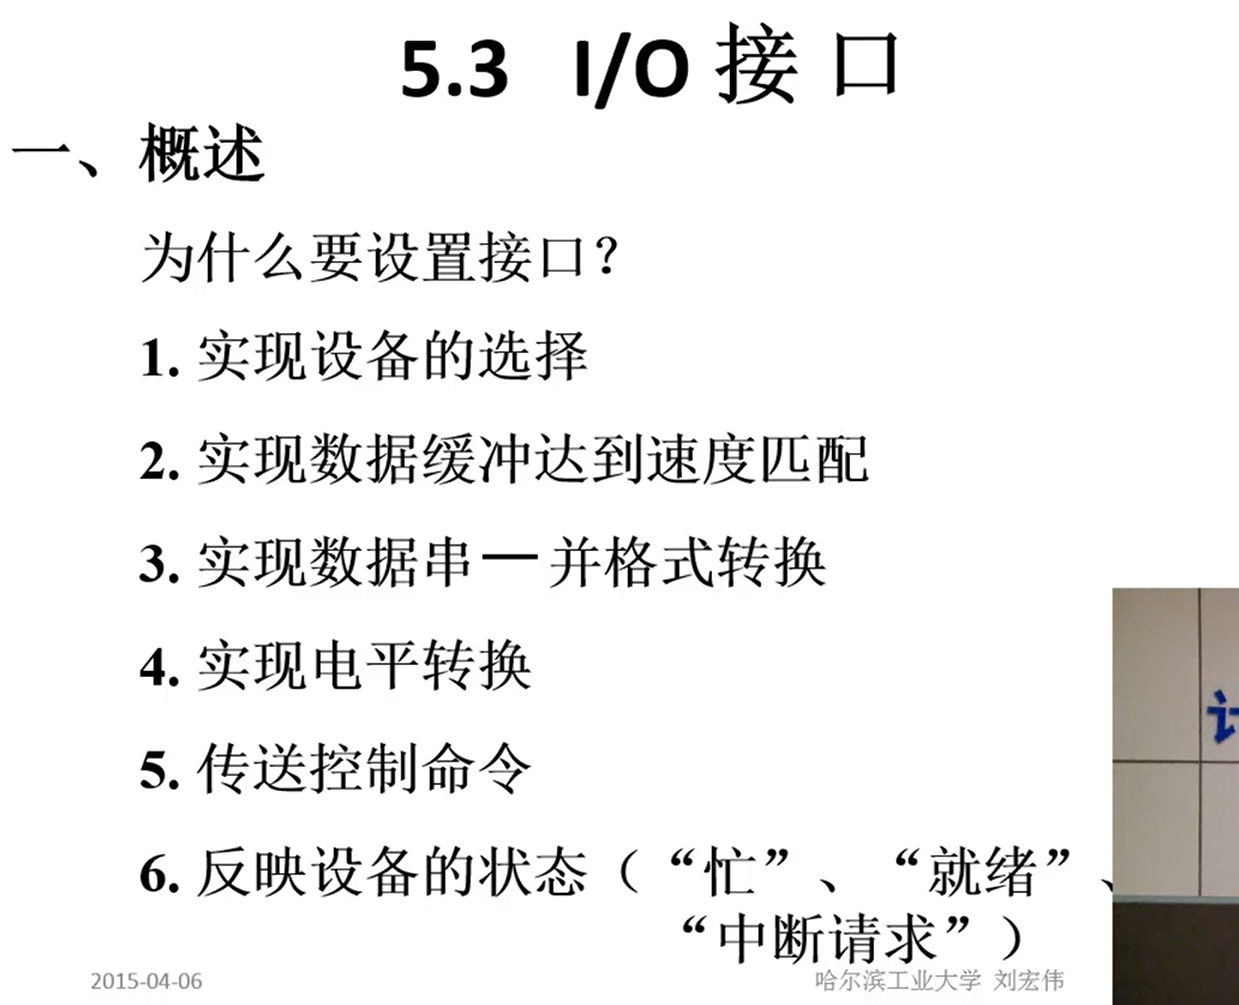 5.3 I/O 接 口
一、概述
为什么要设置接口？
1. 实现设备的选择
2. 实现数据缓冲达到速度匹配
3. 实现数据串 — 并格式转换
4. 实现电平转换
5. 传送控制命令
6. 反映设备的状态（“忙”、“就绪”、
“中断请求”）
2015-04-06
哈尔滨工业大学 刘宏伟
计